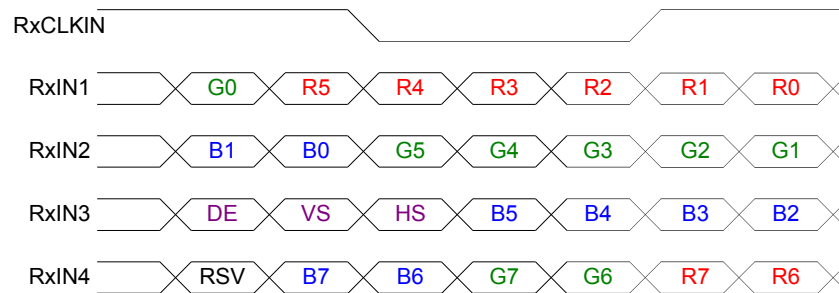 RxCLKIN
RxIN1 G0 R5 R4 R3 R2 R1 R0
RxIN2 B1 B0 G5 G4 G3 G2 G1
RxIN3 DE VS HS B5 B4 B3 B2
RxIN4 RSV B7 B6 G7 G6 R7 R6